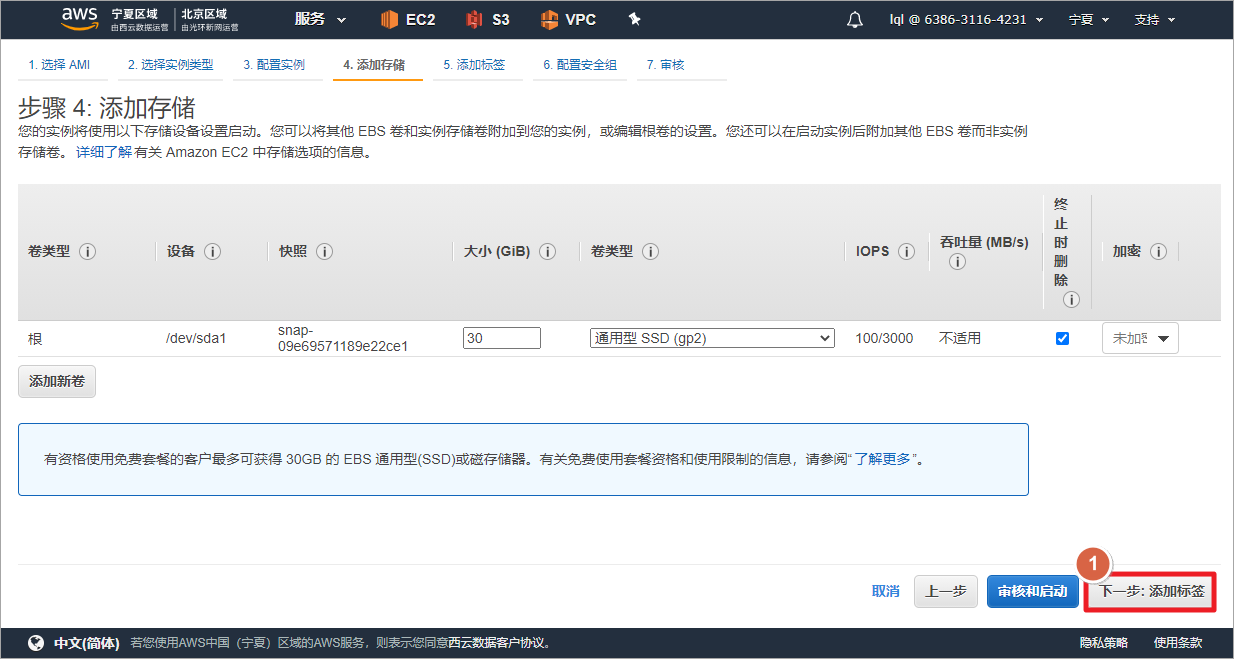 aws 宁夏区域 由西云数据运营 北京区域 由光环新网运营 服务 EC2 S3 VPC lql @ 6386-3116-4231 宁夏 支持
1. 选择 AMI 2. 选择实例类型 3. 配置实例 4. 添加存储 5. 添加标签 6. 配置安全组 7. 审核
步骤 4: 添加存储
您的实例将使用以下存储设备设置启动。您可以将其他 EBS 卷和实例存储卷附加到您的实例，或编辑根卷的设置。您还可以在启动实例后附加其他 EBS 卷而非实例
存储卷。 详细了解有关 Amazon EC2 中存储选项的信息。
卷类型 i 设备 i 快照 i 大小 (GiB) i 卷类型 i IOPS i 吞吐量 (MB/s) i 终止时删除 i 加密 i
根 /dev/sda1 snap-09e69571189e22ce1 30 通用型 SSD (gp2) 100/3000 不适用 未加
添加新卷
有资格使用免费套餐的客户最多可获得 30GB 的 EBS 通用型(SSD)或磁存储器。有关免费使用套餐资格和使用限制的信息，请参阅“了解更多”。
1
取消 上一步 审核和启动 下一步: 添加标签
中文(简体) 若您使用AWS中国（宁夏）区域的AWS服务，则表示您同意西云数据客户协议。 隐私策略 使用条款